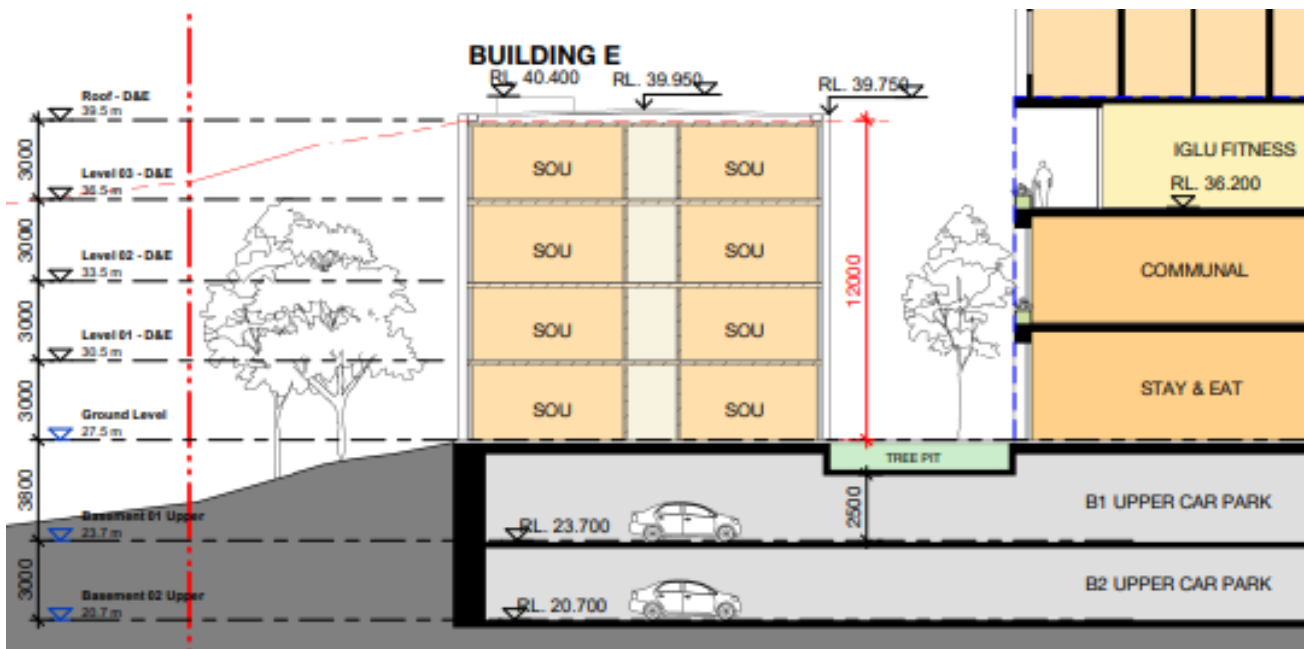 BUILDING E
RL. 40.400
RL. 39.950
RL. 39.750
Roof - D&E
39.5 m
3000
Level 03 - D&E
36.5 m
3000
Level 02 - D&E
33.5 m
3000
Level 01 - D&E
30.5 m
3000
Ground Level
27.5 m
3800
Basement 01 Upper
23.7 m
3000
Basement 02 Upper
20.7 m
SOU
SOU
SOU
SOU
SOU
SOU
SOU
SOU
12000
IGLU FITNESS
RL. 36.200
COMMUNAL
STAY & EAT
TREE PIT
2500
RL. 23.700
B1 UPPER CAR PARK
RL. 20.700
B2 UPPER CAR PARK